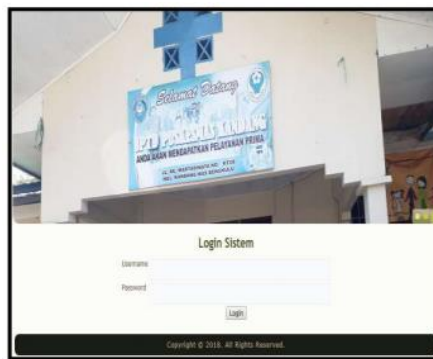 Selamat Datang
UPTD PUSKESMAS KANDANG
ANDA AKAN MENDAPATKAN PELAYANAN PRIMA
Login Sistem
Username
Password
Login
Copyright © 2018. All Rights Reserved.